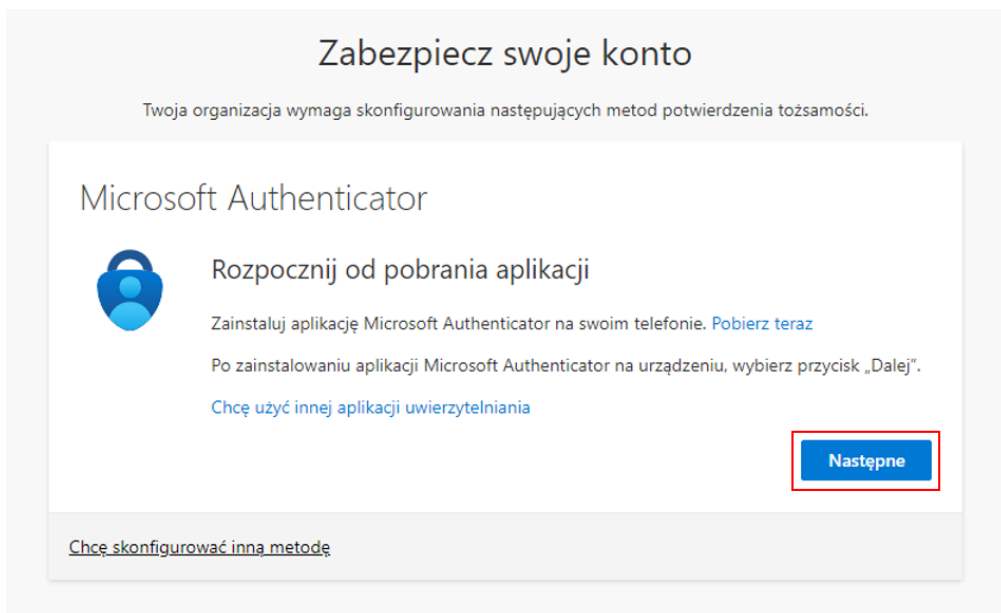 Zabezpiecz swoje konto
Twoja organizacja wymaga skonfigurowania następujących metod potwierdzenia tożsamości.
Microsoft Authenticator
Rozpocznij od pobrania aplikacji
Zainstaluj aplikację Microsoft Authenticator na swoim telefonie. Pobierz teraz
Po zainstalowaniu aplikacji Microsoft Authenticator na urządzeniu, wybierz przycisk „Dalej”.
Chcę użyć innej aplikacji uwierzytelniania
Następne
Chcę skonfigurować inną metodę